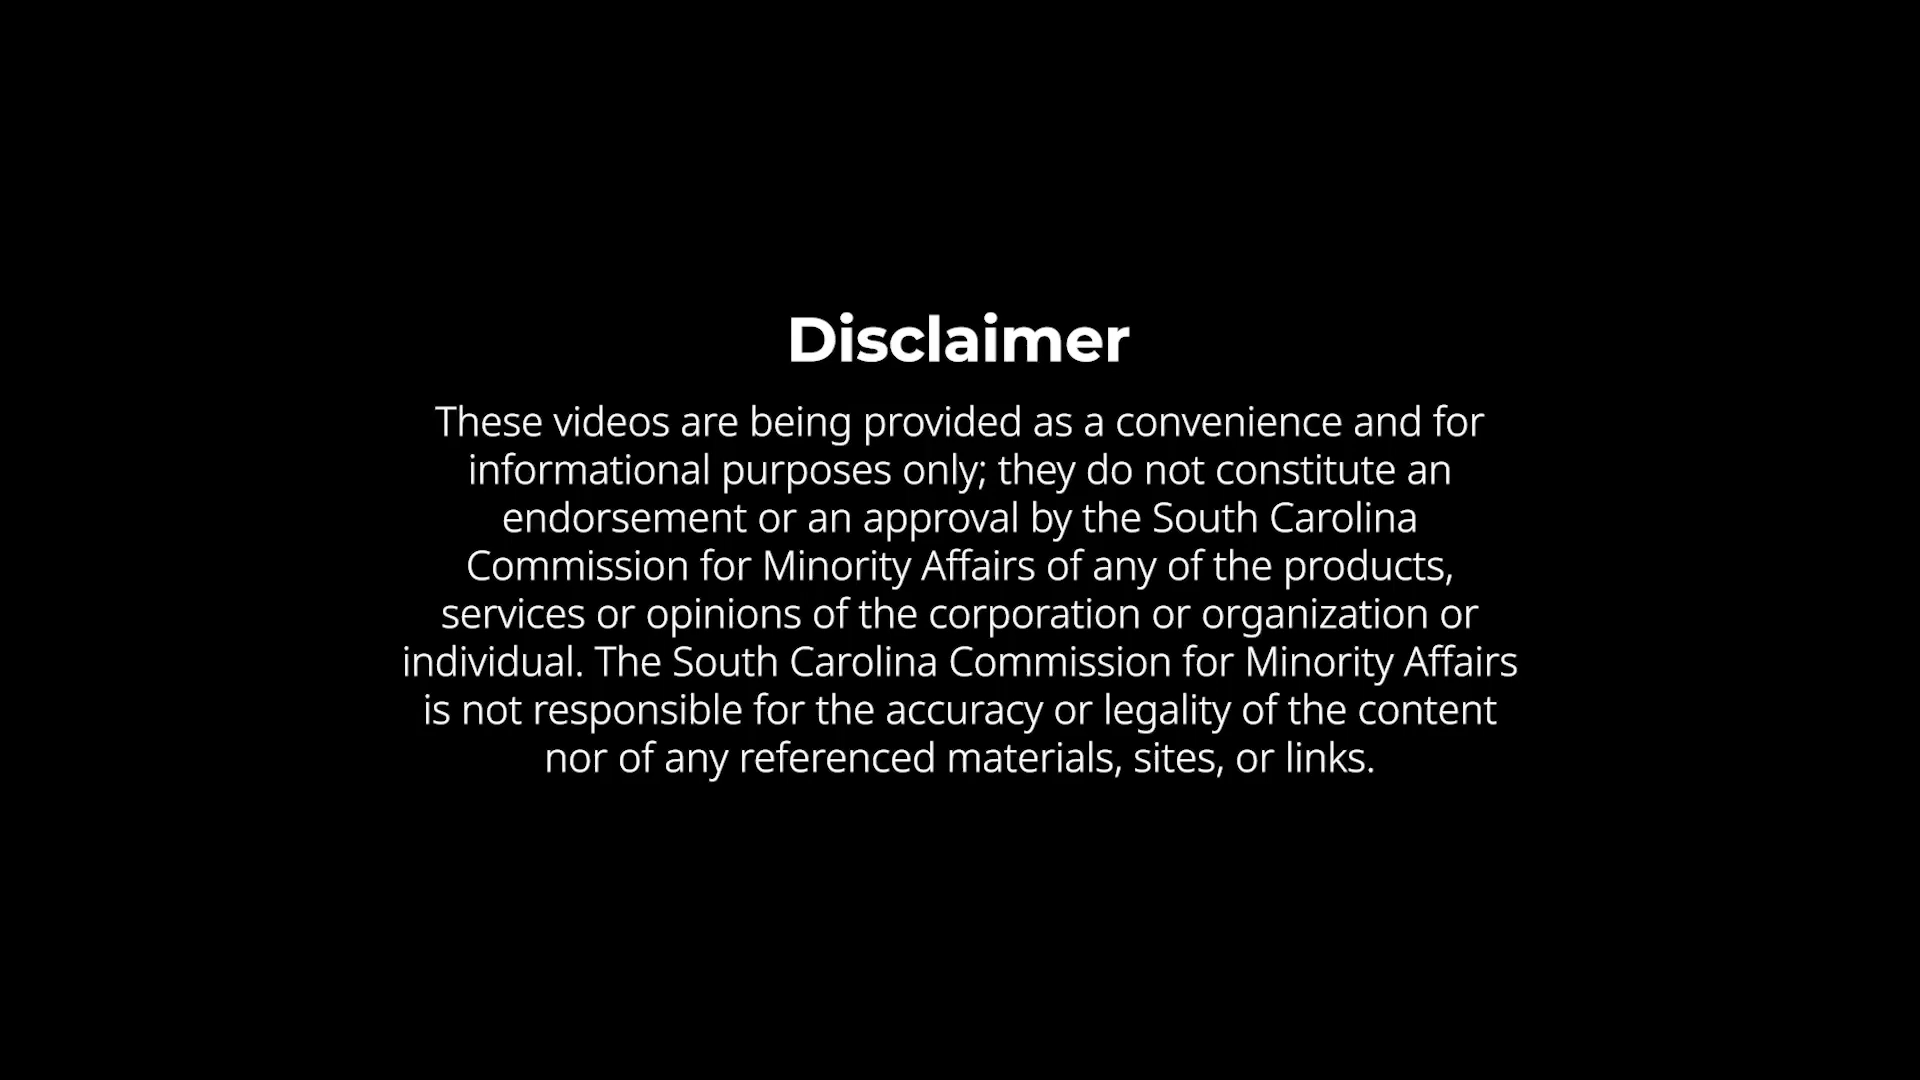 Disclaimer
These videos are being provided as a convenience and for
informational purposes only; they do not constitute an
endorsement or an approval by the South Carolina
Commission for Minority Affairs of any of the products,
services or opinions of the corporation or organization or
individual. The South Carolina Commission for Minority Affairs
is not responsible for the accuracy or legality of the content
nor of any referenced materials, sites, or links.